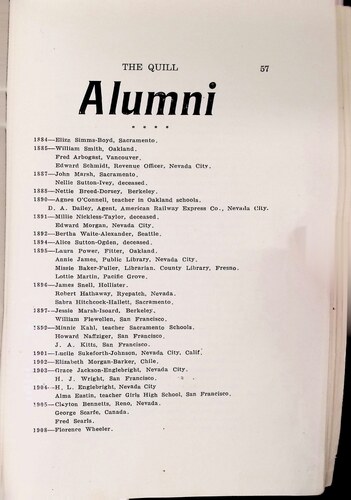 THE QUILL 57
Alumni
* * * *
1884—Eliza Simms-Boyd, Sacramento.
1885—William Smith, Oakland.
Fred Arbogast, Vancouver.
Edward Schmidt, Revenue Officer, Nevada City.
1887—John Marsh, Sacramento.
Nellie Sutton-Ivey, deceased.
1888—Nettie Breed-Dorsey, Berkeley.
1890—Agnes O'Connell, teacher in Oakland schools.
D. A. Dailey, Agent, American Railway Express Co., Nevada City.
1891—Millie Nickless-Taylor, deceased.
Edward Morgan, Nevada City.
1892—Bertha Waite-Alexander, Seattle.
1894—Alice Sutton-Ogden, deceased.
1895—Laura Power, Fitter, Oakland.
Annie James, Public Library, Nevada City.
Missie Baker-Fuller, Librarian. County Library, Fresno.
Lottie Martin, Pacific Grove.
1896—James Snell, Hollister.
Robert Hathaway, Ryepatch, Nevada.
Sabra Hitchcock-Hallett, Sacramento.
1897—Jessie Marsh-Isoard, Berkeley.
William Flewellen, San Francisco.
Minnie Kahl, teacher Sacramento Schools.
Howard Naffziger, San Francisco.
J. A. Kitts, San Francisco.
1901—Lucile Sukeforth-Johnson, Nevada City, Calif.
1902—Elizabeth Morgan-Barker, Chile.
1903—Grace Jackson-Englebright, Nevada City.
H. J. Wright, San Francisco.
1904—H. L. Englebright, Nevada City
Alma Eastin, teacher Girls High School, San Francisco.
1905—Clayton Bennetts, Reno, Nevada.
George Scarfe, Canada.
Fred Searls.
1908—Florence Wheeler.